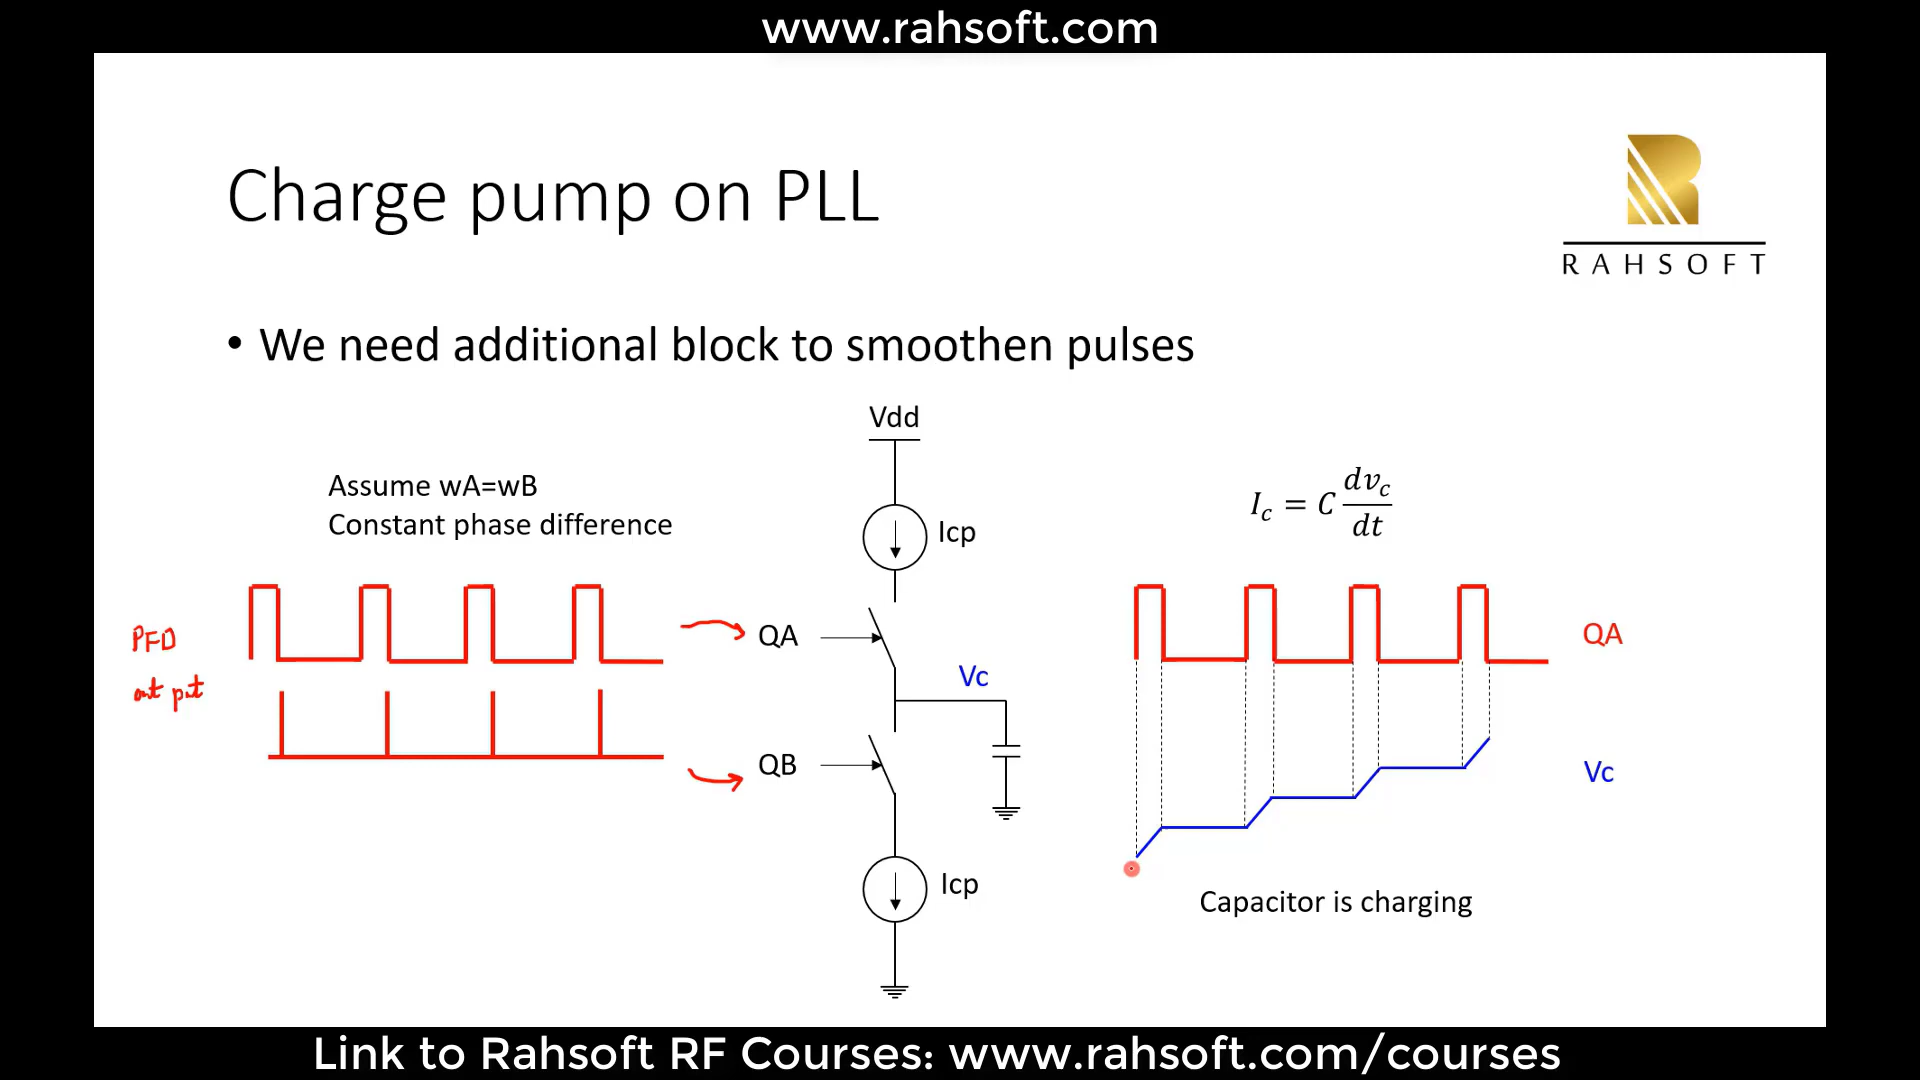 www.rahsoft.com
Charge pump on PLL
RAHSOFT
• We need additional block to smoothen pulses
Vdd
Assume wA=wB
Constant phase difference
Icp
I_c = C dv_c/dt
PFD
out put
QA
QA
Vc
QB
Vc
Icp
Capacitor is charging
Link to Rahsoft RF Courses: www.rahsoft.com/courses